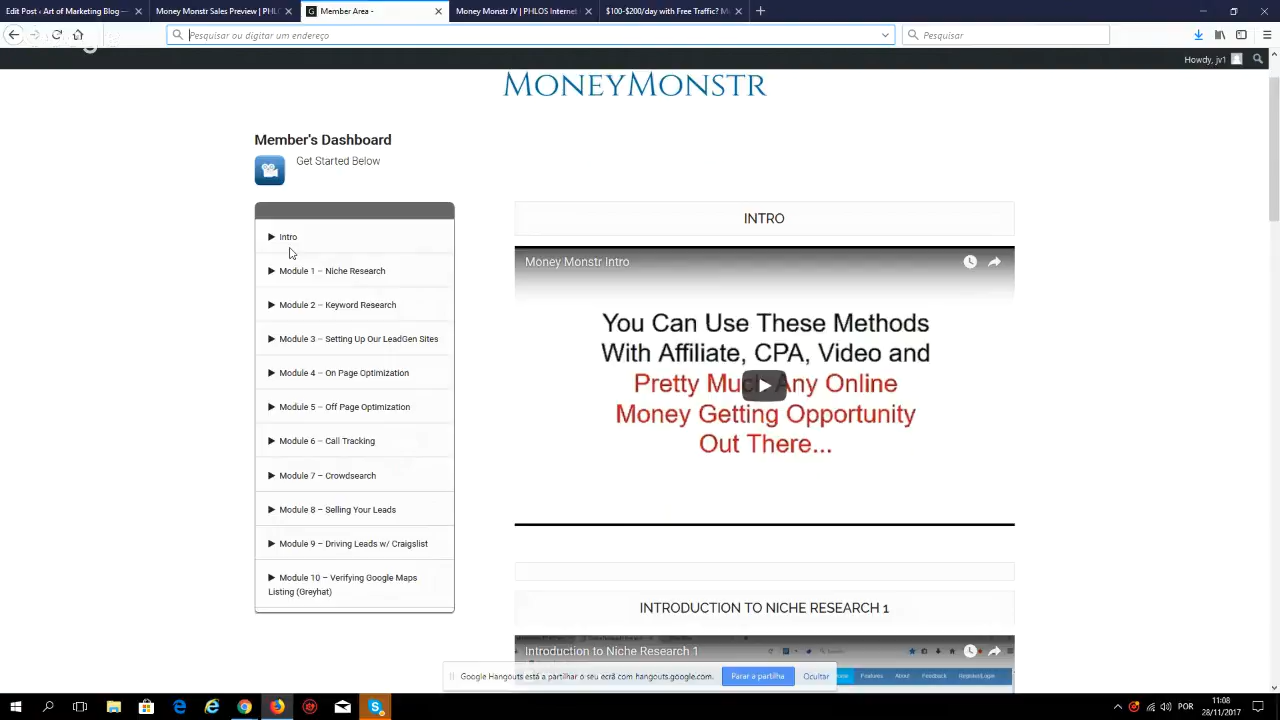 Edit Post ‹ Art of Marketing Blog —
Money Monstr Sales Preview | PHL
Member Area -
Money Monstr JV | PHLOS Internet
$100-$200/day with Free Traffic? M
Pesquisar ou digitar um endereço
Pesquisar
Howdy, jv1
MONEYMONSTR
Member's Dashboard
Get Started Below
Intro
Module 1 – Niche Research
Module 2 – Keyword Research
Module 3 – Setting Up Our LeadGen Sites
Module 4 – On Page Optimization
Module 5 – Off Page Optimization
Module 6 – Call Tracking
Module 7 – Crowdsearch
Module 8 – Selling Your Leads
Module 9 – Driving Leads w/ Craigslist
Module 10 – Verifying Google Maps
Listing (Greyhat)
INTRO
Money Monstr Intro
You Can Use These Methods
With Affiliate, CPA, Video and
Pretty Much Any Online
Money Getting Opportunity
Out There...
INTRODUCTION TO NICHE RESEARCH 1
Introduction to Niche Research 1
Features About Feedback Register/Login
Google Hangouts está a partilhar o seu ecrã com hangouts.google.com.
Parar a partilha
Ocultar
POR
11:08
28/11/2017